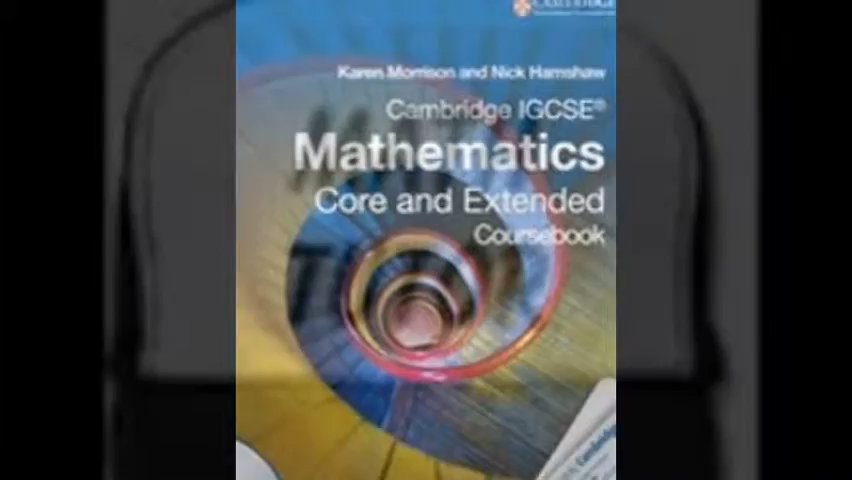 Karen Morrison and Nick Hamshaw
Cambridge IGCSE®
Mathematics
Core and Extended
Coursebook